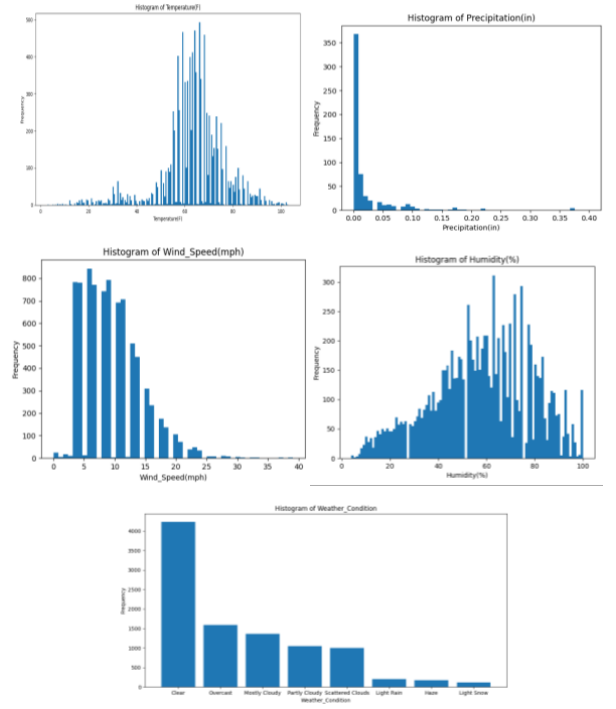 Histogram of Temperature(F)
500
400
300
200
100
0
Frequency
0 20 40 60 80 100
Temperature(F)
Histogram of Precipitation(in)
350
300
250
200
150
100
50
0
Frequency
0.00 0.05 0.10 0.15 0.20 0.25 0.30 0.35 0.40
Precipitation(in)
Histogram of Wind_Speed(mph)
800
700
600
500
400
300
200
100
0
Frequency
0 5 10 15 20 25 30 35 40
Wind_Speed(mph)
Histogram of Humidity(%)
300
250
200
150
100
50
0
Frequency
0 20 40 60 80 100
Humidity(%)
Histogram of Weather_Condition
4000
3500
3000
2500
2000
1500
1000
500
0
Frequency
Clear Overcast Mostly Cloudy Partly Cloudy Scattered Clouds Light Rain Haze Light Snow
Weather_Condition